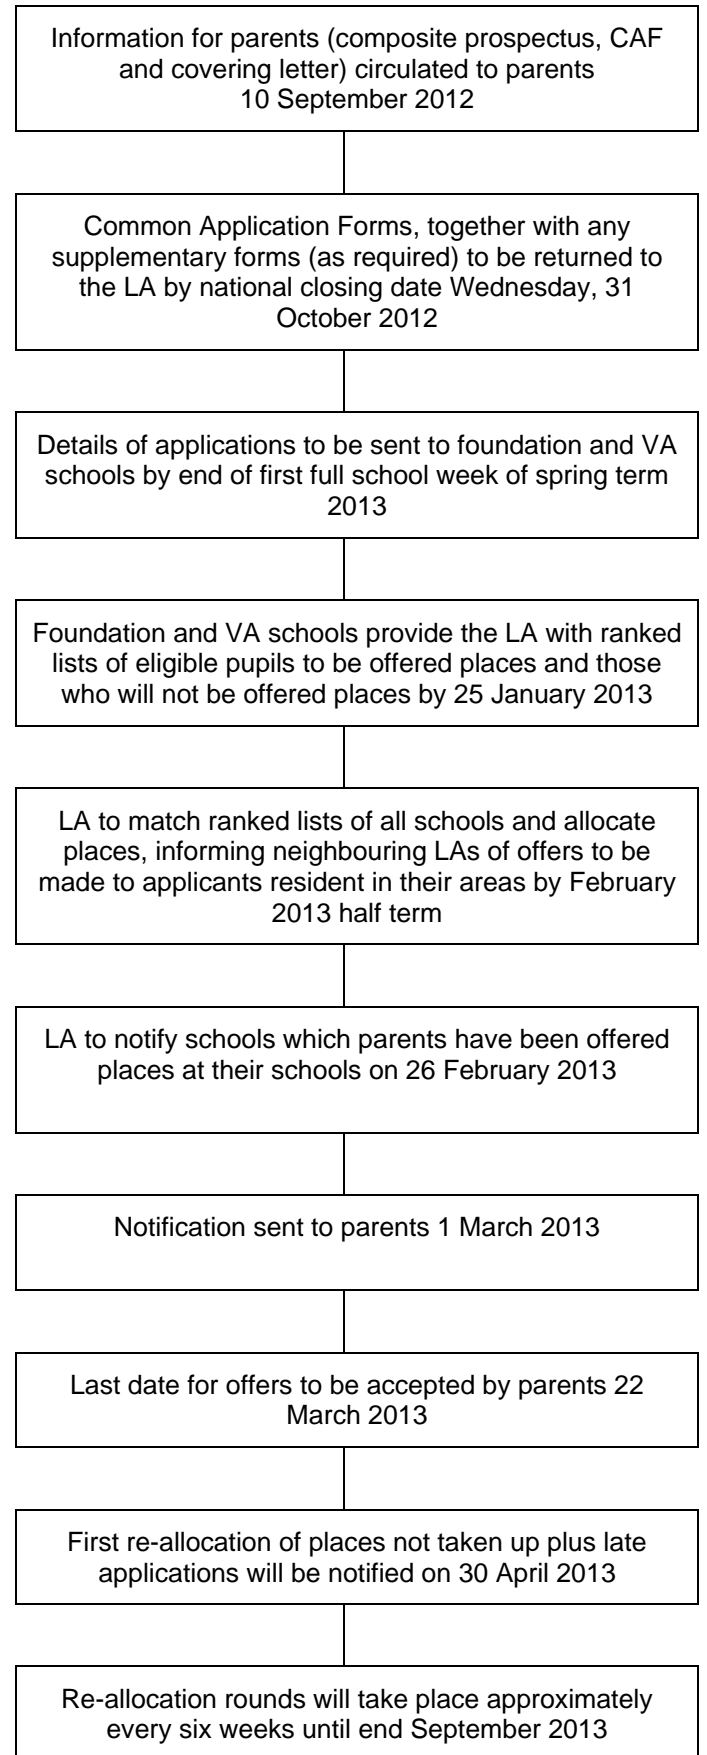 Information for parents (composite prospectus, CAF
and covering letter) circulated to parents
10 September 2012
Common Application Forms, together with any
supplementary forms (as required) to be returned to
the LA by national closing date Wednesday, 31
October 2012
Details of applications to be sent to foundation and VA
schools by end of first full school week of spring term
2013
Foundation and VA schools provide the LA with ranked
lists of eligible pupils to be offered places and those
who will not be offered places by 25 January 2013
LA to match ranked lists of all schools and allocate
places, informing neighbouring LAs of offers to be
made to applicants resident in their areas by February
2013 half term
LA to notify schools which parents have been offered
places at their schools on 26 February 2013
Notification sent to parents 1 March 2013
Last date for offers to be accepted by parents 22
March 2013
First re-allocation of places not taken up plus late
applications will be notified on 30 April 2013
Re-allocation rounds will take place approximately
every six weeks until end September 2013